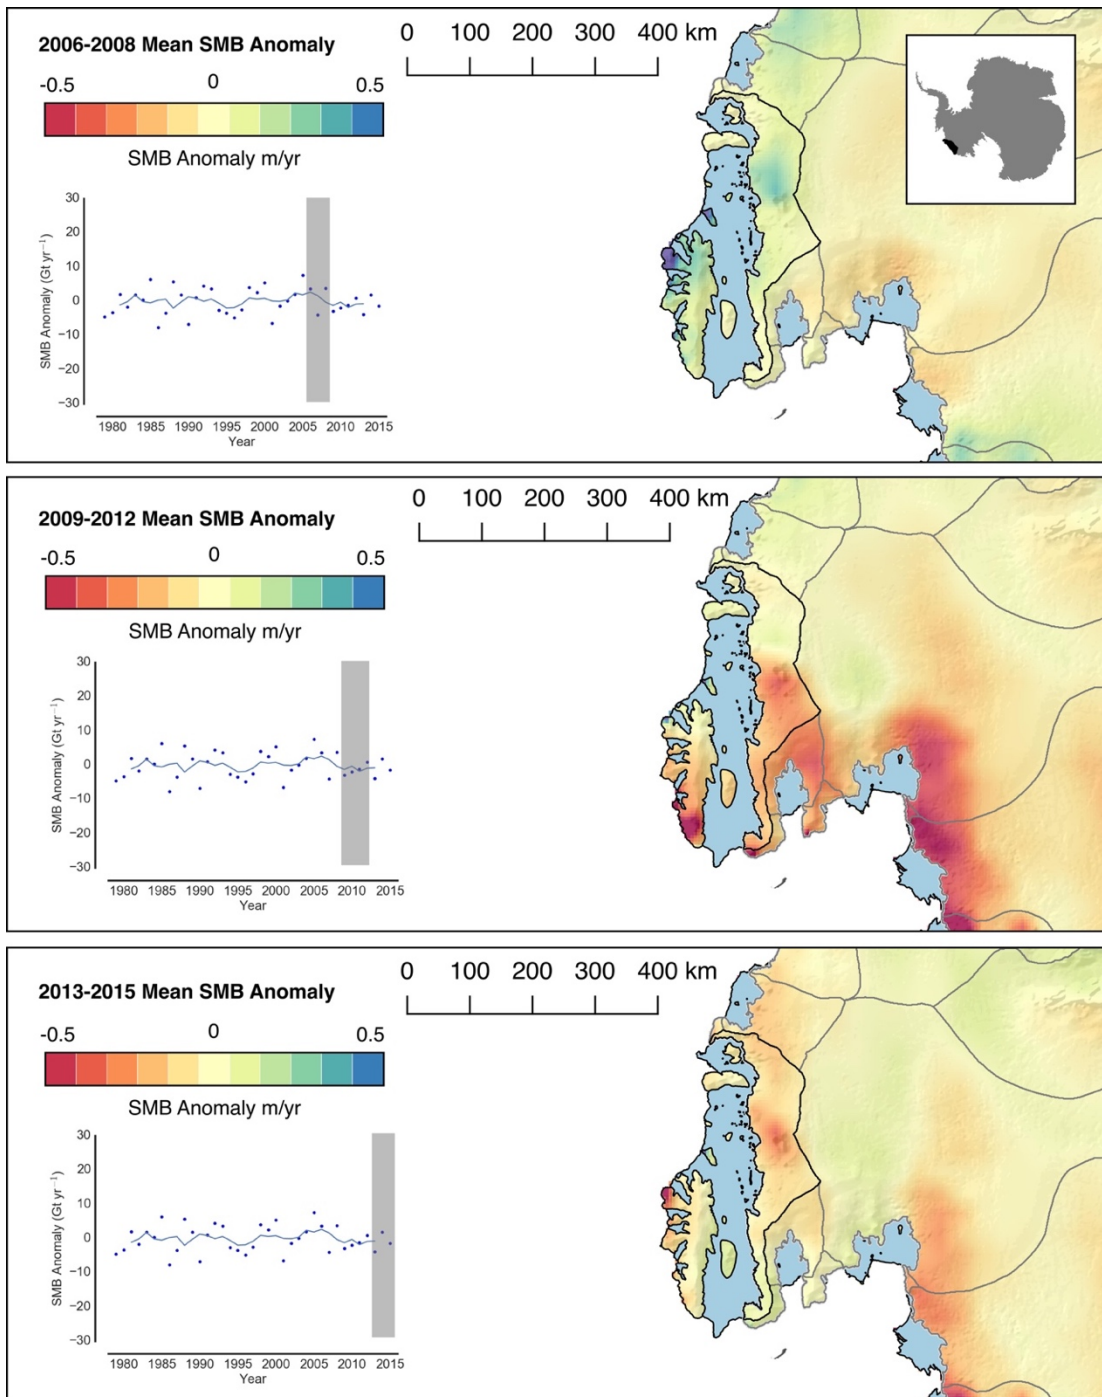 2006-2008 Mean SMB Anomaly
0 100 200 300 400 km
-0.5 0 0.5
SMB Anomaly m/yr
SMB Anomaly (Gt yr⁻¹)
30
20
10
0
−10
−20
−30
1980 1985 1990 1995 2000 2005 2010 2015
Year
2009-2012 Mean SMB Anomaly
0 100 200 300 400 km
-0.5 0 0.5
SMB Anomaly m/yr
SMB Anomaly (Gt yr⁻¹)
30
20
10
0
−10
−20
−30
1980 1985 1990 1995 2000 2005 2010 2015
Year
2013-2015 Mean SMB Anomaly
0 100 200 300 400 km
-0.5 0 0.5
SMB Anomaly m/yr
SMB Anomaly (Gt yr⁻¹)
30
20
10
0
−10
−20
−30
1980 1985 1990 1995 2000 2005 2010 2015
Year